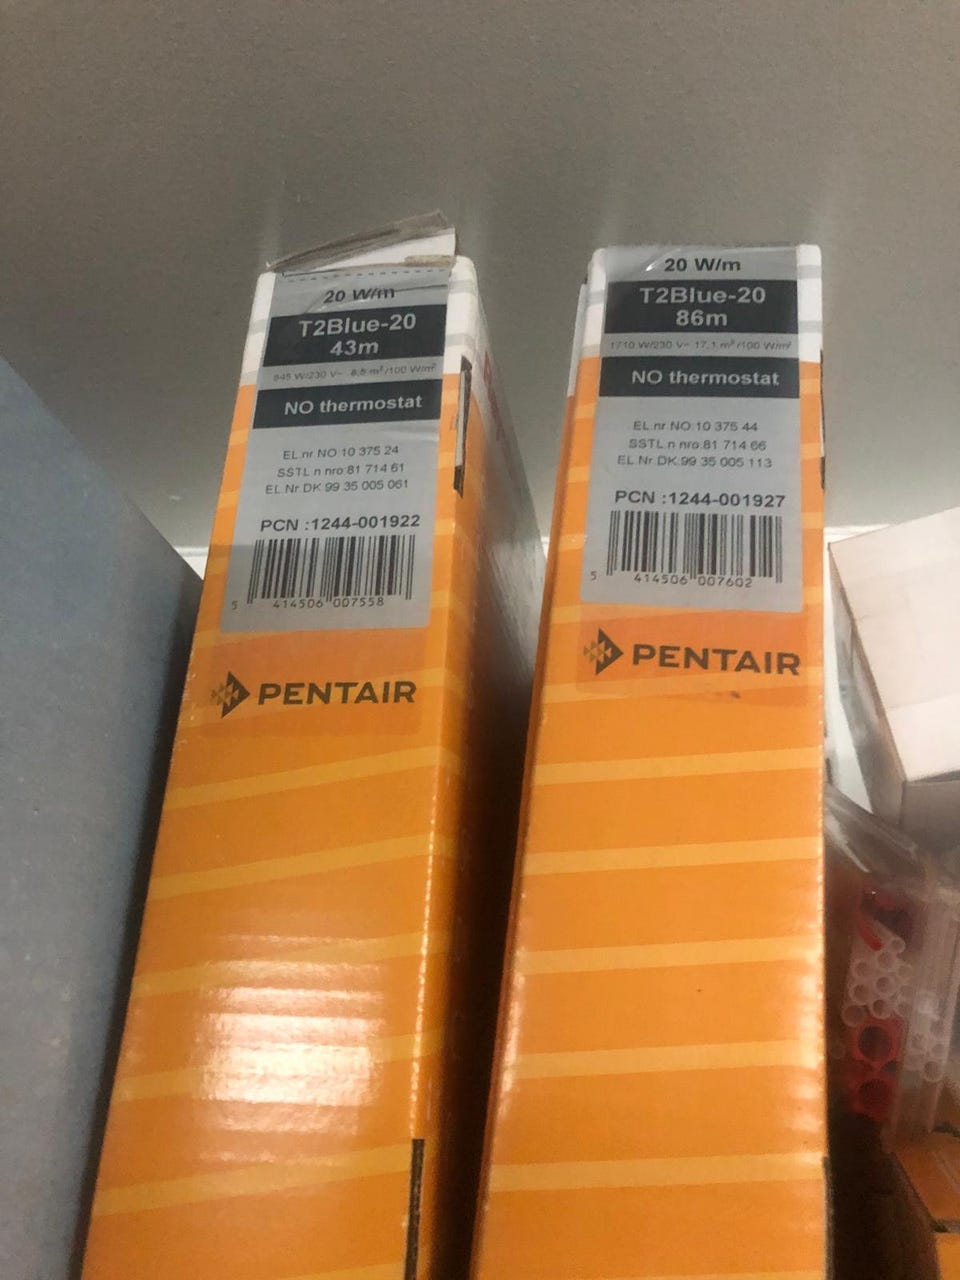 20 W/m
T2Blue-20
43m
845 W/230 V~ 8,5 m²/100 W/m²
NO thermostat
EL.nr NO:10 375 24
SSTL.n nro:81 714 61
EL.Nr DK:99 35 005 061
PCN :1244-001922
5 414506 007558
PENTAIR
20 W/m
T2Blue-20
86m
1710 W/230 V~ 17,1 m²/100 W/m²
NO thermostat
EL.nr NO:10 375 44
SSTL.n nro:81 714 66
EL.Nr DK:99 35 005 113
PCN :1244-001927
5 414506 007602
PENTAIR